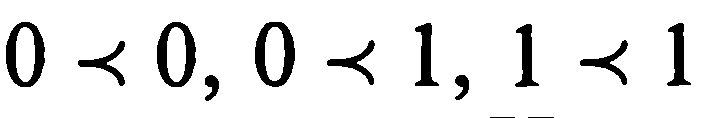 0 ≺ 0, 0 ≺ 1, 1 ≺ 1